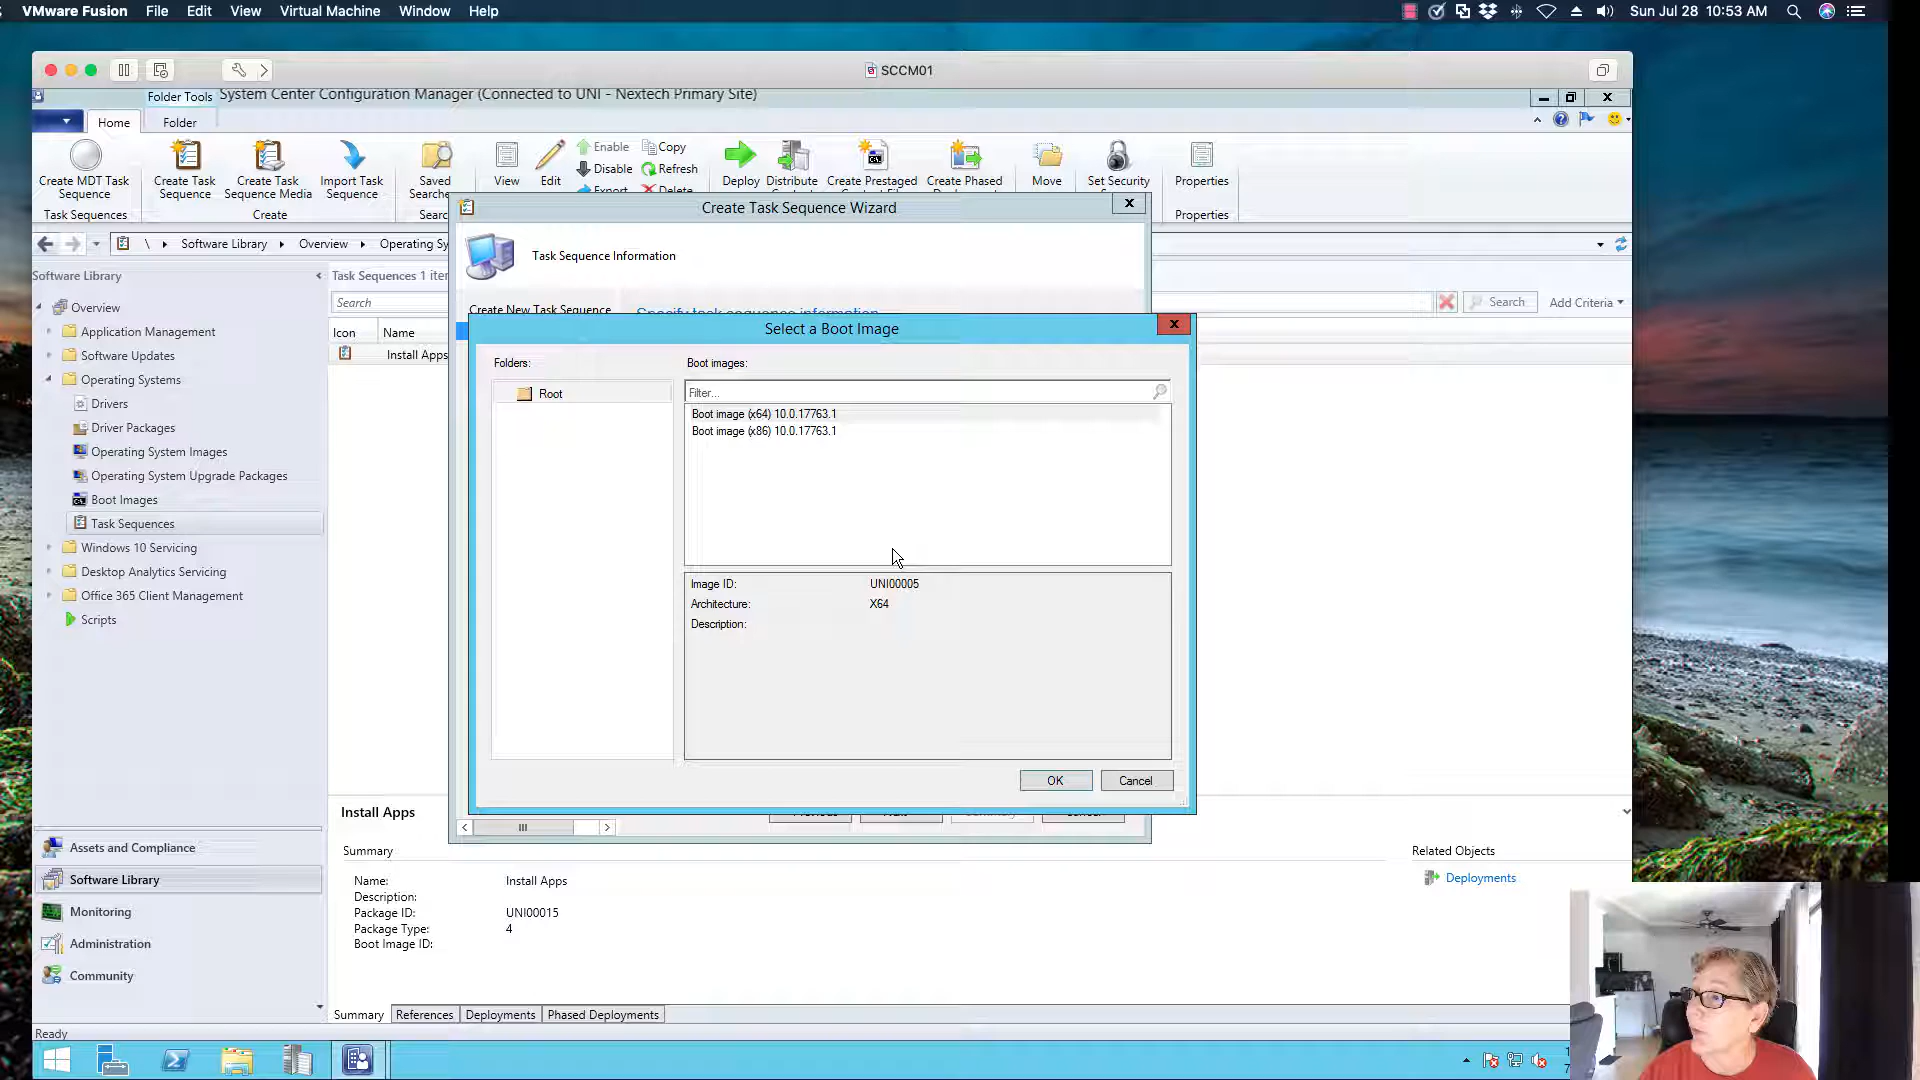 VMware Fusion File Edit View Virtual Machine Window Help
Sun Jul 28 10:53 AM
SCCM01
Folder Tools System Center Configuration Manager (Connected to UNI - Nextech Primary Site)
Home Folder
Create MDT Task Sequence
Create Task Sequence
Create Task Sequence Media
Import Task Sequence
Saved Searche
View
Edit
Enable
Disable
Export
Copy
Refresh
Delete
Deploy
Distribute
Create Prestaged
Create Phased
Move
Set Security
Properties
Task Sequences
Create
Searc
Properties
\ Software Library Overview Operating Sy
Create Task Sequence Wizard
Task Sequence Information
Create New Task Sequence
Specify task sequence information
Software Library
Overview
Application Management
Software Updates
Operating Systems
Drivers
Driver Packages
Operating System Images
Operating System Upgrade Packages
Boot Images
Task Sequences
Windows 10 Servicing
Desktop Analytics Servicing
Office 365 Client Management
Scripts
Task Sequences 1 iter
Search
Search
Add Criteria
Icon Name
Install Apps
Select a Boot Image
Folders:
Root
Boot images:
Filter...
Boot image (x64) 10.0.17763.1
Boot image (x86) 10.0.17763.1
Image ID: UNI00005
Architecture: X64
Description:
OK
Cancel
Assets and Compliance
Software Library
Monitoring
Administration
Community
Install Apps
Summary
Name: Install Apps
Description:
Package ID: UNI00015
Package Type: 4
Boot Image ID:
Related Objects
Deployments
Summary References Deployments Phased Deployments
Ready